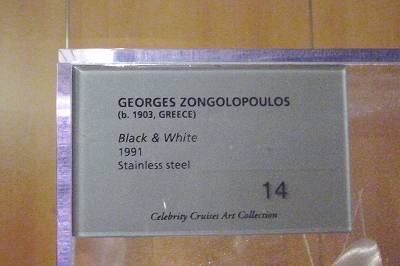 GEORGES ZONGOLOPOULOS
(b. 1903, GREECE)
Black & White
1991
Stainless steel
14
Celebrity Cruises Art Collection